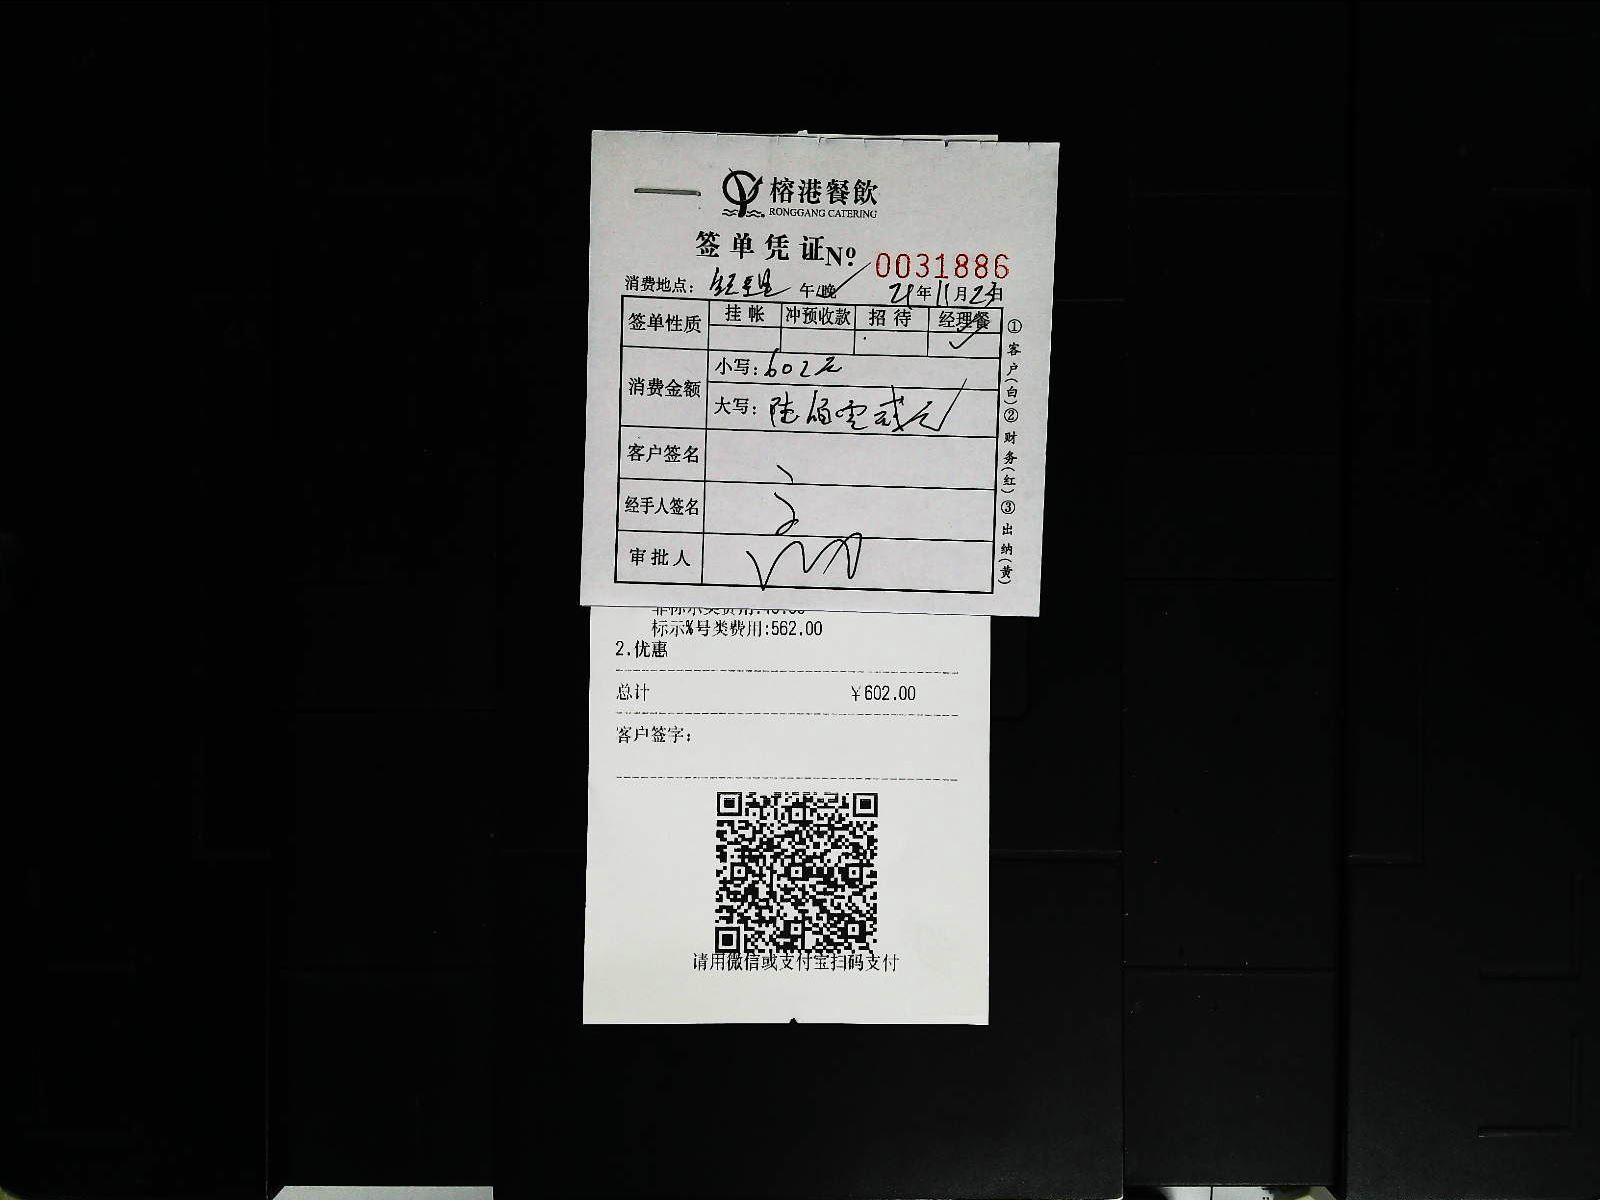 榕港餐飲
RONGGANG CATERING
签单凭证 Nº 0031886
消费地点: 经理 午/晚 21年11月25日
签单性质 挂帐 冲预收款 招待 经理餐
消费金额 小写: 602元
大写: 陆佰零贰元
客户签名
经手人签名
审批人
①客户(白)②财务(红)③出纳(黄)
标示%号类费用:562.00
2.优惠
总计 ¥602.00
客户签字:
请用微信或支付宝扫码支付